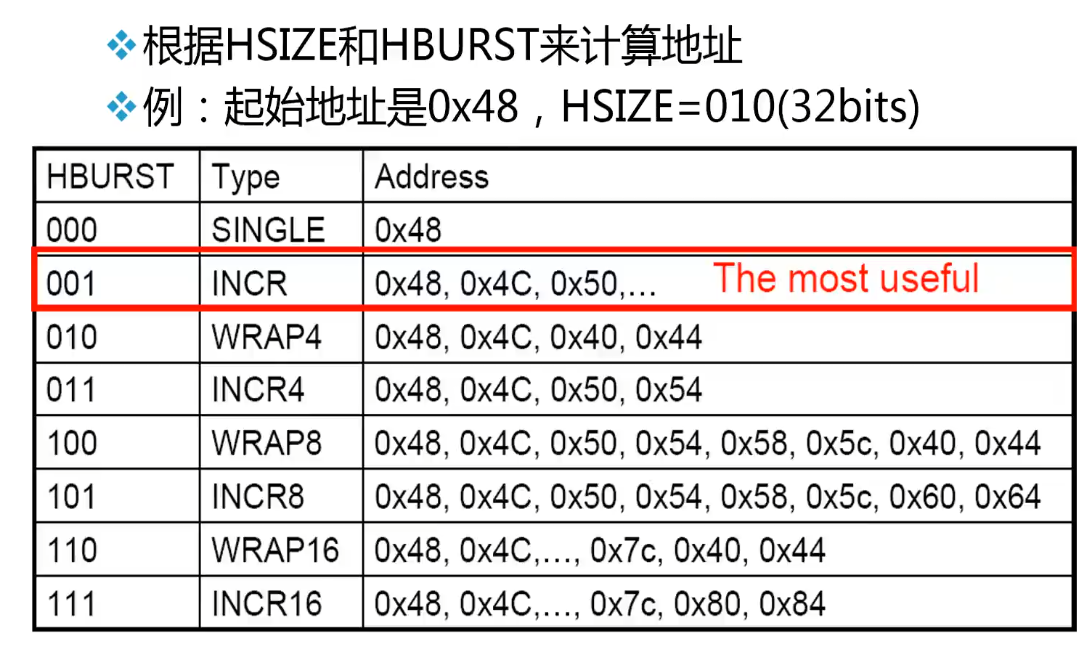 ❖根据HSIZE和HBURST来计算地址
❖例：起始地址是0x48，HSIZE=010(32bits)
HBURST Type Address
000 SINGLE 0x48
001 INCR 0x48, 0x4C, 0x50,... The most useful
010 WRAP4 0x48, 0x4C, 0x40, 0x44
011 INCR4 0x48, 0x4C, 0x50, 0x54
100 WRAP8 0x48, 0x4C, 0x50, 0x54, 0x58, 0x5c, 0x40, 0x44
101 INCR8 0x48, 0x4C, 0x50, 0x54, 0x58, 0x5c, 0x60, 0x64
110 WRAP16 0x48, 0x4C,..., 0x7c, 0x40, 0x44
111 INCR16 0x48, 0x4C,..., 0x7c, 0x80, 0x84